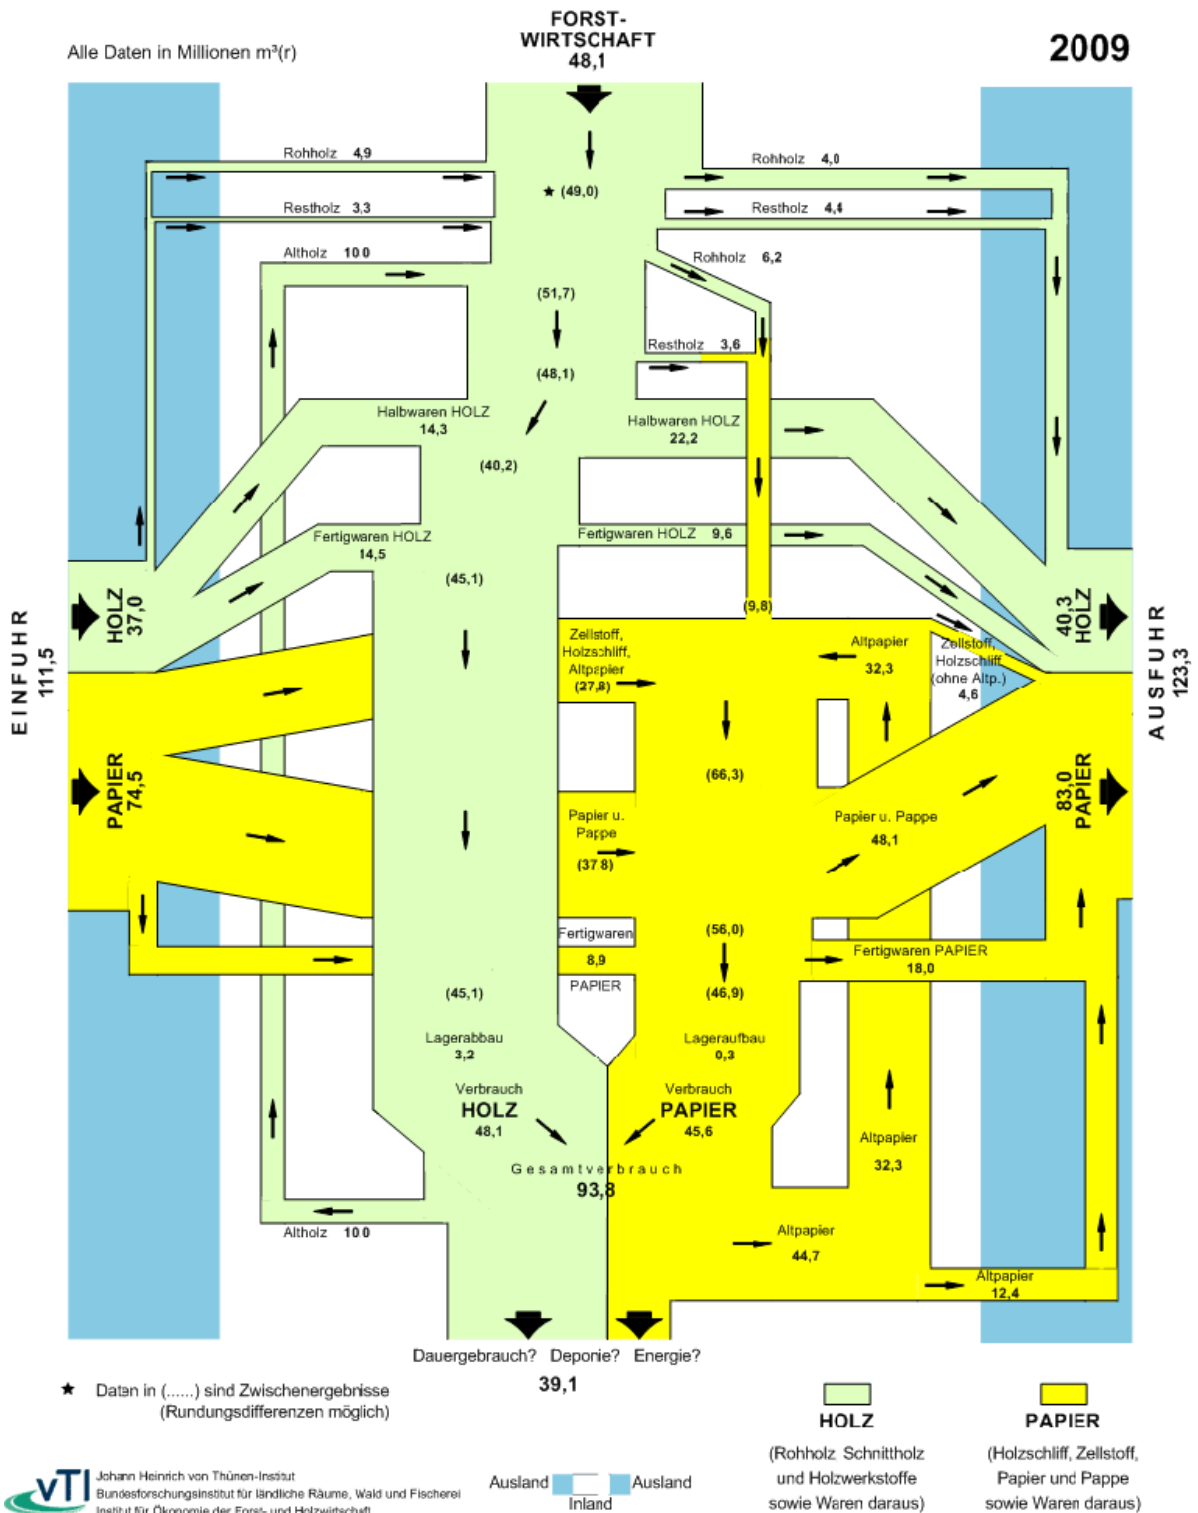 FORST-
WIRTSCHAFT
48,1
Alle Daten in Millionen m³(r)
2009
Rohholz 4,9
Rohholz 4,0
★ (49,0)
Restholz 3,3
Restholz 4,4
Altholz 10 0
Rohholz 6,2
(51,7)
Restholz 3,6
(48,1)
Halbwaren HOLZ
14,3
Halbwaren HOLZ
22,2
(40,2)
Fertigwaren HOLZ
14,5
Fertigwaren HOLZ 9,6
(45,1)
(9,8)
EINFUHR
111,5
HOLZ
37,0
40,3
HOLZ
AUSFUHR
123,3
Zellstoff,
Holzschliff,
Altpapier
(27,8)
Altpapier
32,3
Zellstoff,
Holzschliff
(ohne Altp.)
4,6
PAPIER
74,5
(66,3)
83,0
PAPIER
Papier u.
Pappe
(37 8)
Papier u. Pappe
48,1
Fertigwaren
8,9
PAPIER
(56,0)
Fertigwaren PAPIER
18,0
(45,1)
(46,9)
Lagerabbau
3,2
Lageraufbau
0,3
Verbrauch
HOLZ
48,1
Verbrauch
PAPIER
45,6
Altpapier
32,3
Gesamtverbrauch
93,8
Altholz 10 0
Altpapier
44,7
Altpapier
12,4
Dauergebrauch? Deponie? Energie?
39,1
★ Daten in (......) sind Zwischenergebnisse
(Rundungsdifferenzen möglich)
HOLZ
(Rohholz Schnittholz
und Holzwerkstoffe
sowie Waren daraus)
PAPIER
(Holzschliff, Zellstoff,
Papier und Pappe
sowie Waren daraus)
vTI
Johann Heinrich von Thünen-Institut
Bundesforschungsinstitut für ländliche Räume, Wald und Fischerei
Institut für Ökonomie der Forst- und Holzwirtschaft
Ausland
Inland
Ausland